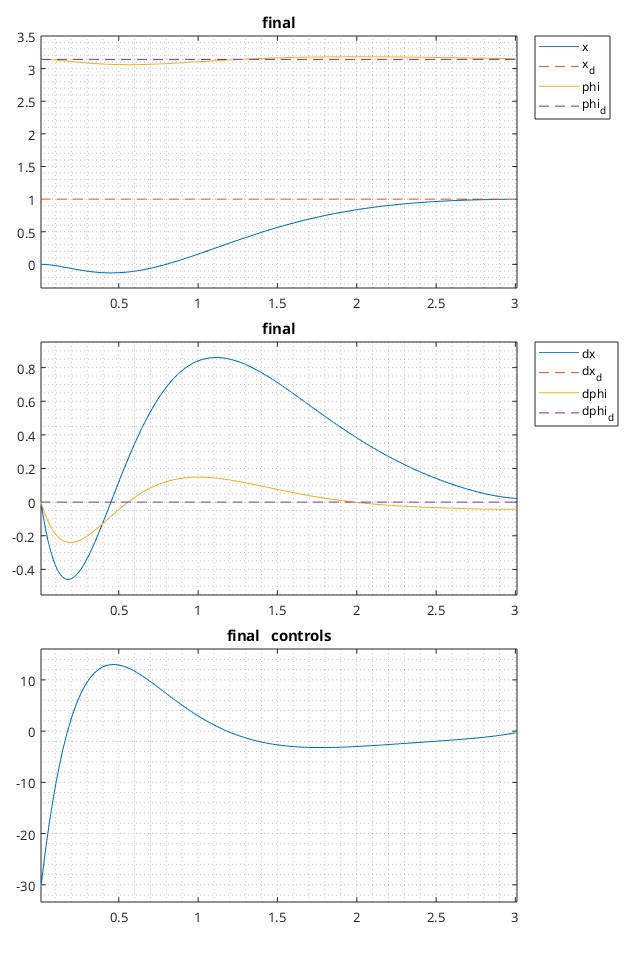 final
3.5
3
2.5
2
1.5
1
0.5
0
0.5 1 1.5 2 2.5 3
x
x_d
phi
phi_d
final
0.8
0.6
0.4
0.2
0
-0.2
-0.4
0.5 1 1.5 2 2.5 3
dx
dx_d
dphi
dphi_d
final controls
10
0
-10
-20
-30
0.5 1 1.5 2 2.5 3